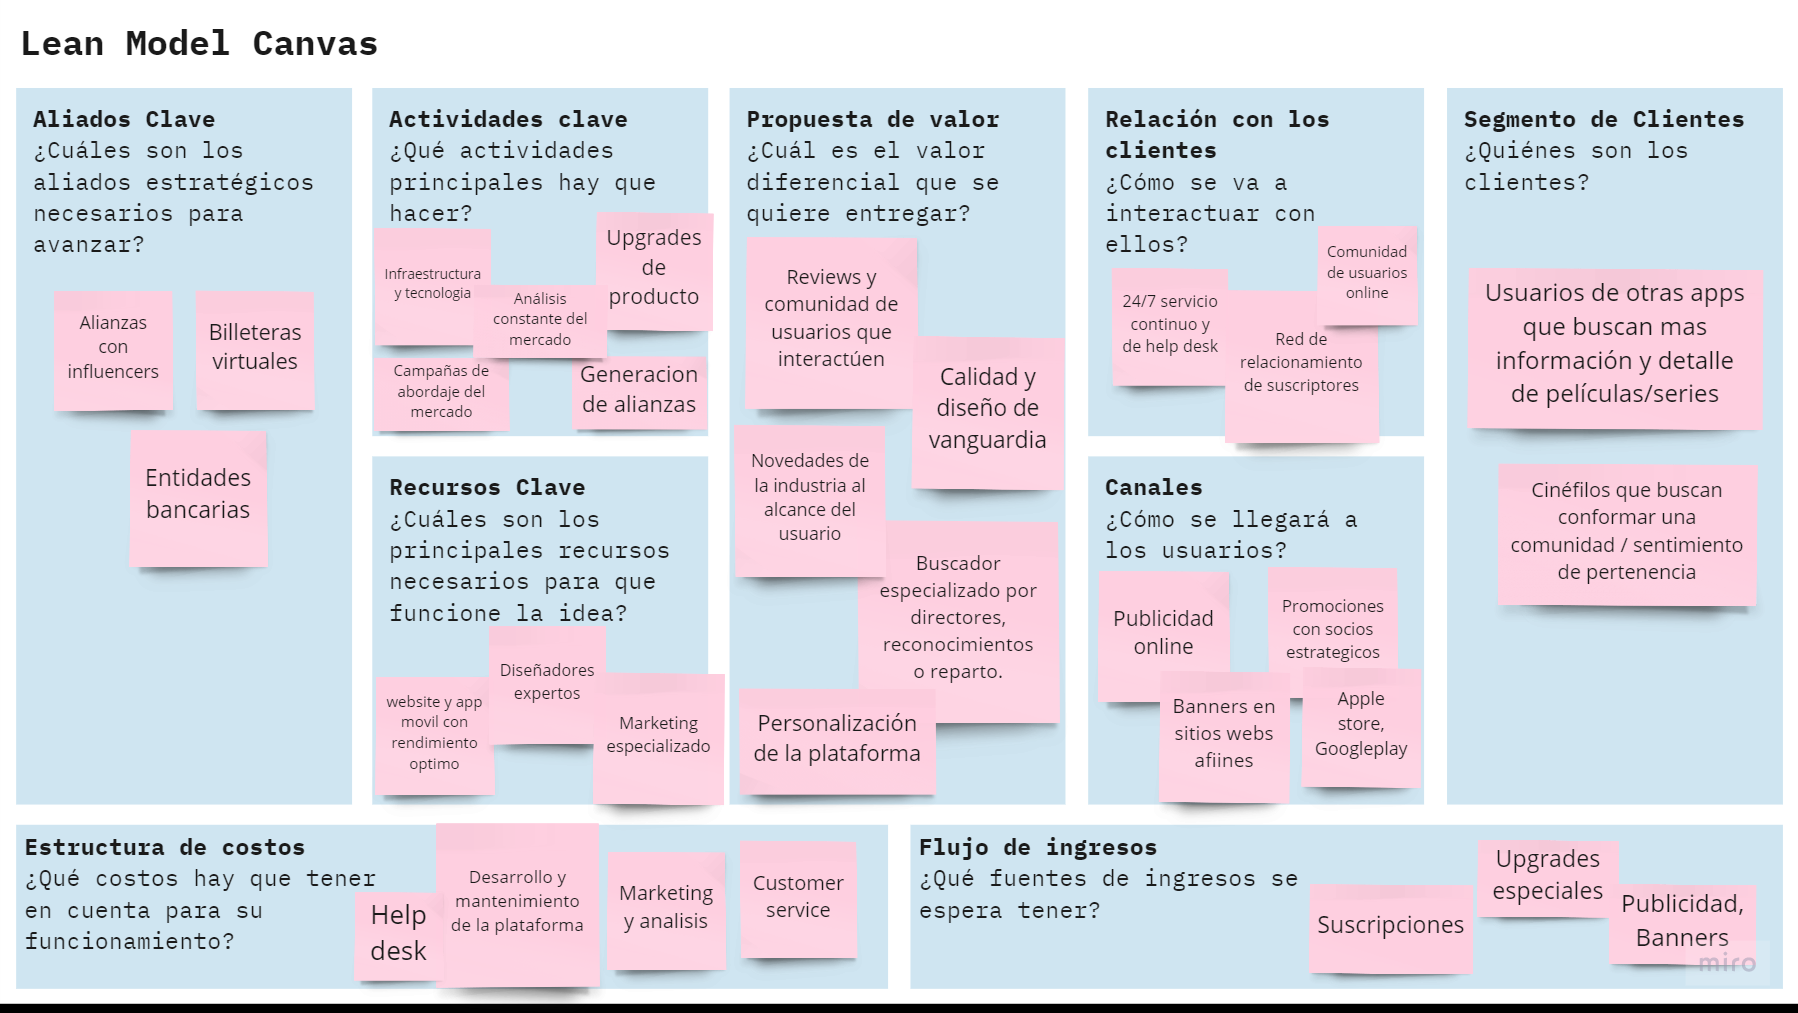 Lean Model Canvas
Aliados Clave
¿Cuáles son los
aliados estratégicos
necesarios para
avanzar?
Alianzas
con
influencers
Billeteras
virtuales
Entidades
bancarias
Actividades clave
¿Qué actividades
principales hay que
hacer?
Infraestructura
y tecnologia
Análisis
constante del
mercado
Upgrades
de
producto
Campañas de
abordaje del
mercado
Generacion
de alianzas
Recursos Clave
¿Cuáles son los
principales recursos
necesarios para que
funcione la idea?
website y app
movil con
rendimiento
optimo
Diseñadores
expertos
Marketing
especializado
Propuesta de valor
¿Cuál es el valor
diferencial que se
quiere entregar?
Reviews y
comunidad de
usuarios que
interactúen
Calidad y
diseño de
vanguardia
Novedades de
la industria al
alcance del
usuario
Buscador
especializado por
directores,
reconocimientos
o reparto.
Personalización
de la plataforma
Relación con los
clientes
¿Cómo se va a
interactuar con
ellos?
24/7 servicio
continuo y
de help desk
Red de
relacionamiento
de suscriptores
Comunidad
de usuarios
online
Canales
¿Cómo se llegará a
los usuarios?
Publicidad
online
Promociones
con socios
estrategicos
Banners en
sitios webs
afiines
Apple
store,
Googleplay
Segmento de Clientes
¿Quiénes son los
clientes?
Usuarios de otras apps
que buscan mas
información y detalle
de películas/series
Cinéfilos que buscan
conformar una
comunidad / sentimiento
de pertenencia
Estructura de costos
¿Qué costos hay que tener
en cuenta para su
funcionamiento?
Help
desk
Desarrollo y
mantenimiento
de la plataforma
Marketing
y analisis
Customer
service
Flujo de ingresos
¿Qué fuentes de ingresos se
espera tener?
Suscripciones
Upgrades
especiales
Publicidad,
Banners
miro